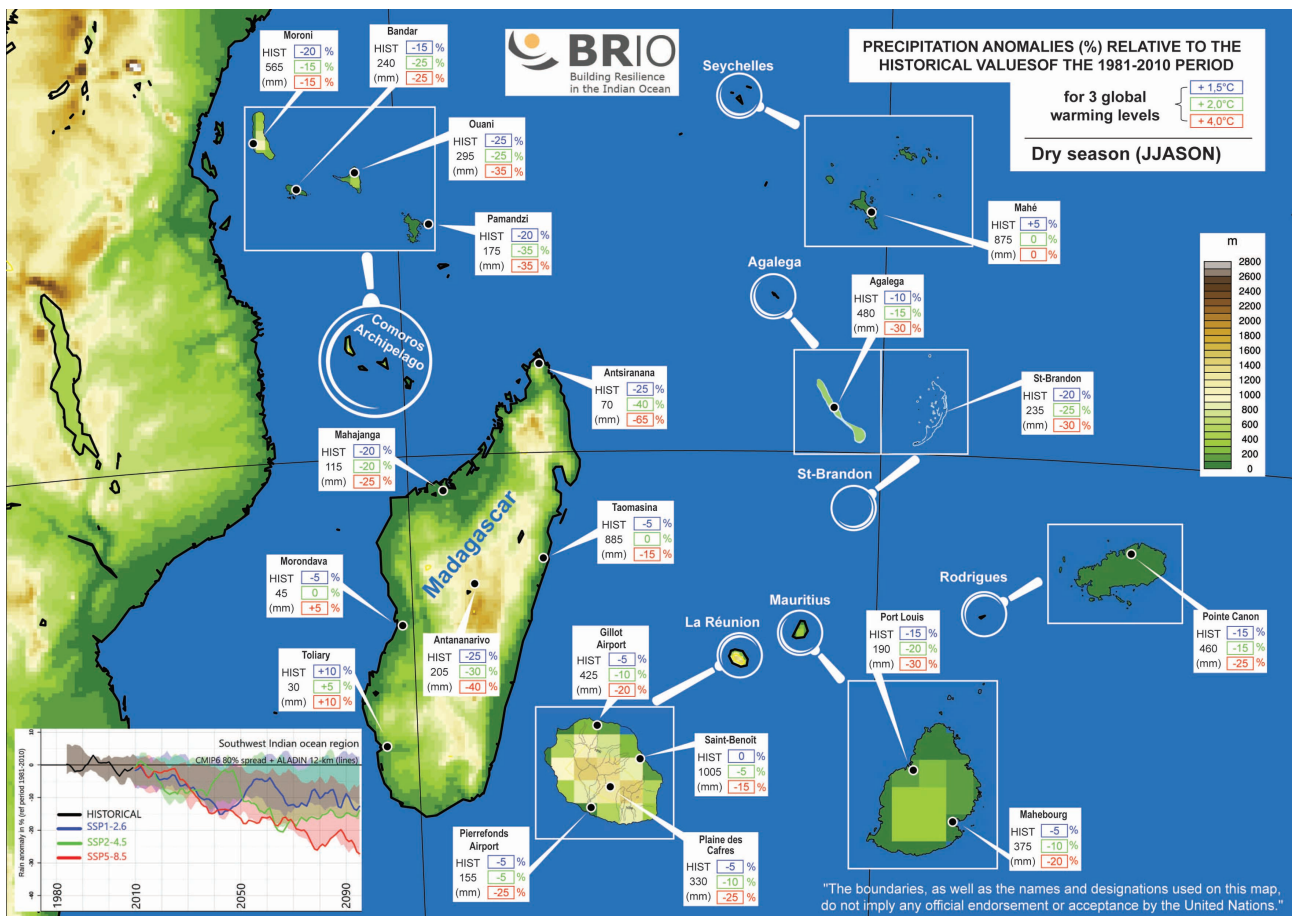 BRIO
Building Resilience
in the Indian Ocean
PRECIPITATION ANOMALIES (%) RELATIVE TO THE
HISTORICAL VALUESOF THE 1981-2010 PERIOD
for 3 global
warming levels
+ 1,5°C
+ 2,0°C
+ 4,0°C
Dry season (JJASON)
Moroni
HIST -20 %
565 -15 %
(mm) -15 %
Bandar
HIST -15 %
240 -25 %
(mm) -25 %
Ouani
HIST -25 %
295 -25 %
(mm) -35 %
Pamandzi
HIST -20 %
175 -35 %
(mm) -35 %
Comoros
Archipelago
Seychelles
Mahé
HIST +5 %
875 0 %
(mm) 0 %
Agalega
Agalega
HIST -10 %
480 -15 %
(mm) -30 %
St-Brandon
HIST -20 %
235 -25 %
(mm) -30 %
St-Brandon
m
2800
2600
2400
2200
2000
1800
1600
1400
1200
1000
800
600
400
200
0
Antsiranana
HIST -25 %
70 -40 %
(mm) -65 %
Mahajanga
HIST -20 %
115 -20 %
(mm) -25 %
Madagascar
Taomasina
HIST -5 %
885 0 %
(mm) -15 %
Morondava
HIST -5 %
45 0 %
(mm) +5 %
Antananarivo
HIST -25 %
205 -30 %
(mm) -40 %
Toliary
HIST +10 %
30 +5 %
(mm) +10 %
La Réunion
Gillot
Airport
HIST -5 %
425 -10 %
(mm) -20 %
Saint-Benoît
HIST 0 %
1005 -5 %
(mm) -15 %
Pierrefonds
Airport
HIST -5 %
155 -5 %
(mm) -25 %
Plaine des
Cafres
HIST -5 %
330 -10 %
(mm) -25 %
Mauritius
Port Louis
HIST -15 %
190 -20 %
(mm) -30 %
Mahebourg
HIST -5 %
375 -10 %
(mm) -20 %
Rodrigues
Pointe Canon
HIST -15 %
460 -15 %
(mm) -25 %
Southwest Indian ocean region
CMIP6 80% spread + ALADIN 12-km (lines)
Rain anomaly in % (ref period 1981-2010)
10
0
-10
-20
-30
-40
HISTORICAL
SSP1-2.6
SSP2-4.5
SSP5-8.5
1980
2010
2050
2090
"The boundaries, as well as the names and designations used on this map,
do not imply any official endorsement or acceptance by the United Nations."